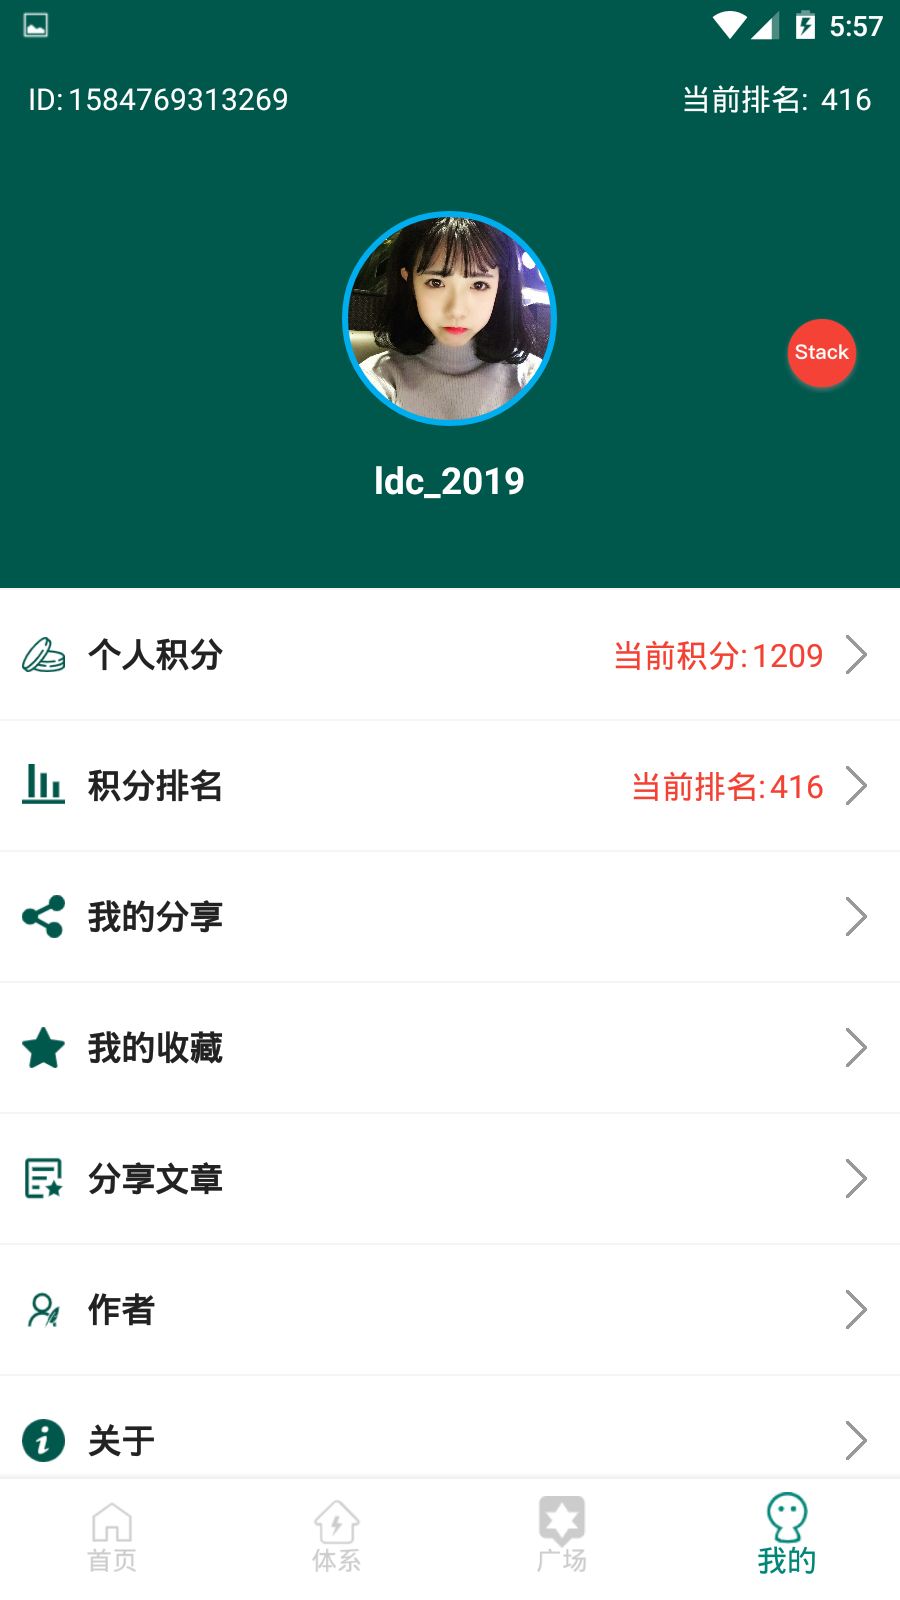 5:57
ID:1584769313269
当前排名: 416
Stack
ldc_2019
个人积分
当前积分:1209
积分排名
当前排名:416
我的分享
我的收藏
分享文章
作者
关于
首页
体系
广场
我的